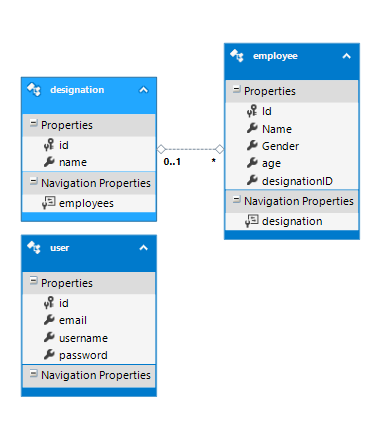 designation
Properties
id
name
Navigation Properties
employees
0..1
*
employee
Properties
Id
Name
Gender
age
designationID
Navigation Properties
designation
user
Properties
id
email
username
password
Navigation Properties